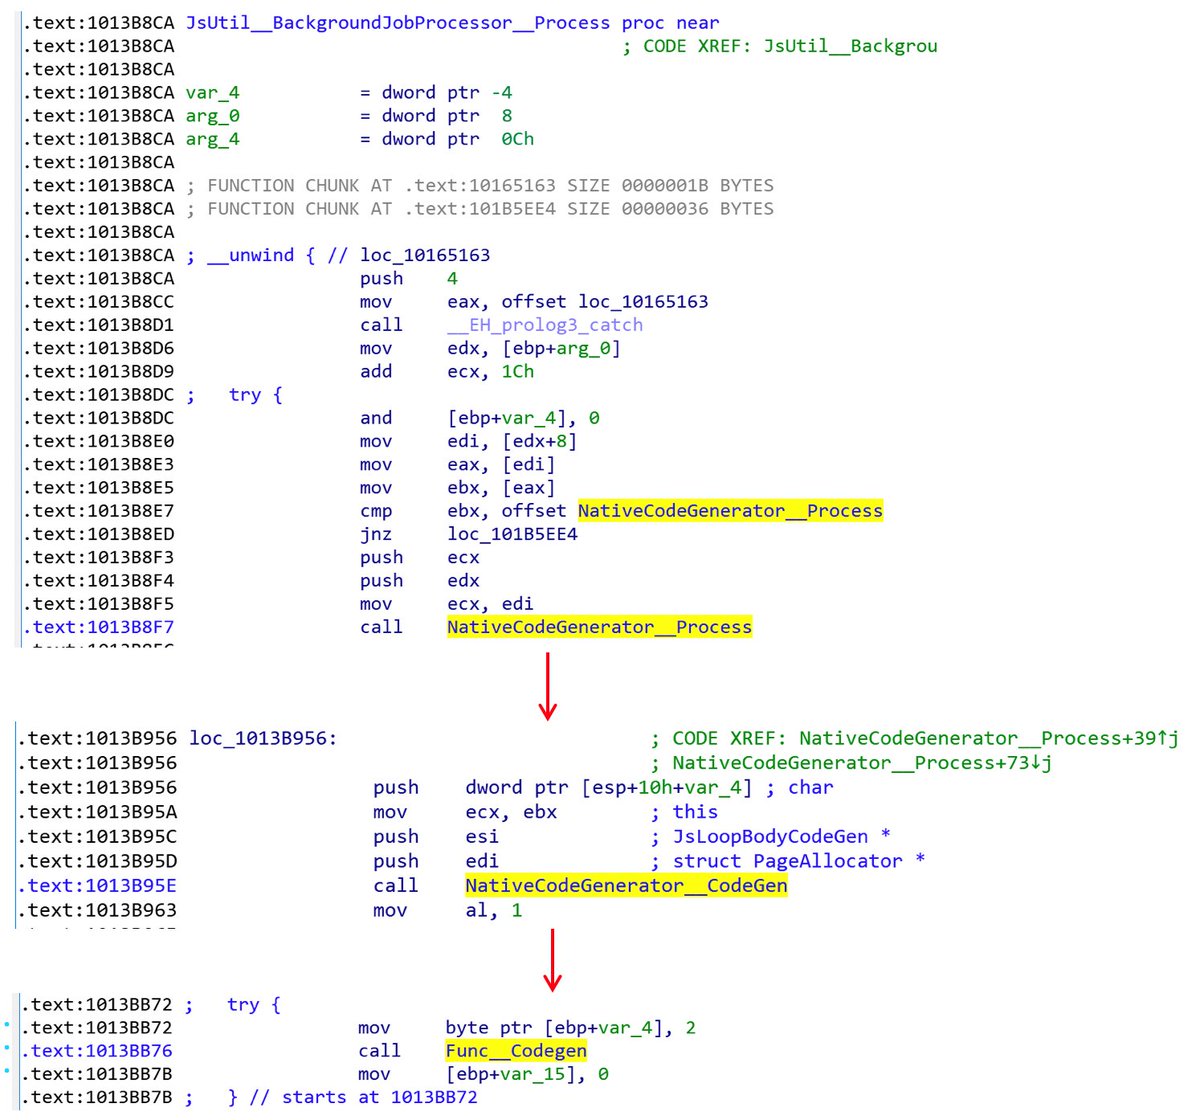 .text:1013B8CA JsUtil__BackgroundJobProcessor__Process proc near
.text:1013B8CA ; CODE XREF: JsUtil__Backgrou
.text:1013B8CA
.text:1013B8CA var_4 = dword ptr -4
.text:1013B8CA arg_0 = dword ptr 8
.text:1013B8CA arg_4 = dword ptr 0Ch
.text:1013B8CA
.text:1013B8CA ; FUNCTION CHUNK AT .text:10165163 SIZE 0000001B BYTES
.text:1013B8CA ; FUNCTION CHUNK AT .text:101B5EE4 SIZE 00000036 BYTES
.text:1013B8CA
.text:1013B8CA ; __unwind { // loc_10165163
.text:1013B8CA push 4
.text:1013B8CC mov eax, offset loc_10165163
.text:1013B8D1 call __EH_prolog3_catch
.text:1013B8D6 mov edx, [ebp+arg_0]
.text:1013B8D9 add ecx, 1Ch
.text:1013B8DC ; try {
.text:1013B8DC and [ebp+var_4], 0
.text:1013B8E0 mov edi, [edx+8]
.text:1013B8E3 mov eax, [edi]
.text:1013B8E5 mov ebx, [eax]
.text:1013B8E7 cmp ebx, offset NativeCodeGenerator__Process
.text:1013B8ED jnz loc_101B5EE4
.text:1013B8F3 push ecx
.text:1013B8F4 push edx
.text:1013B8F5 mov ecx, edi
.text:1013B8F7 call NativeCodeGenerator__Process
.text:1013B956 loc_1013B956: ; CODE XREF: NativeCodeGenerator__Process+39↑j
.text:1013B956 ; NativeCodeGenerator__Process+73↓j
.text:1013B956 push dword ptr [esp+10h+var_4] ; char
.text:1013B95A mov ecx, ebx ; this
.text:1013B95C push esi ; JsLoopBodyCodeGen *
.text:1013B95D push edi ; struct PageAllocator *
.text:1013B95E call NativeCodeGenerator__CodeGen
.text:1013B963 mov al, 1
.text:1013BB72 ; try {
.text:1013BB72 mov byte ptr [ebp+var_4], 2
.text:1013BB76 call Func__Codegen
.text:1013BB7B mov [ebp+var_15], 0
.text:1013BB7B ; } // starts at 1013BB72